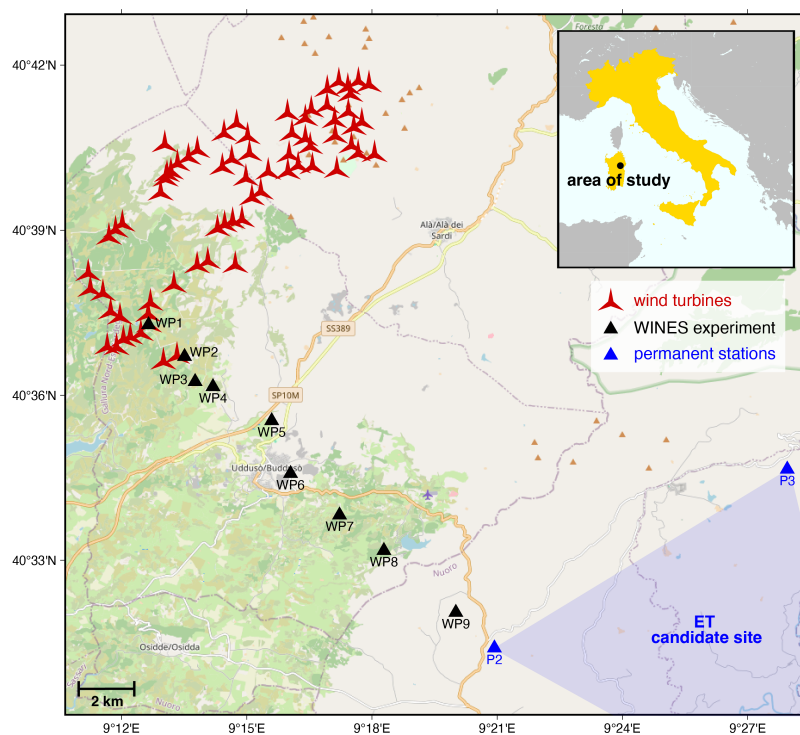 40°42'N
40°39'N
40°36'N
40°33'N
Foresta
area of study
Alà/Alà dei
Sardi
wind turbines
WINES experiment
permanent stations
SS389
WP1
WP2
WP3
WP4
SP10M
WP5
Uddusò/Buddusò
WP6
P3
WP7
WP8
Nuoro
WP9
ET
candidate site
P2
Osidde/Osidda
Nuoro
2 km
9°12'E
9°15'E
9°18'E
9°21'E
9°24'E
9°27'E